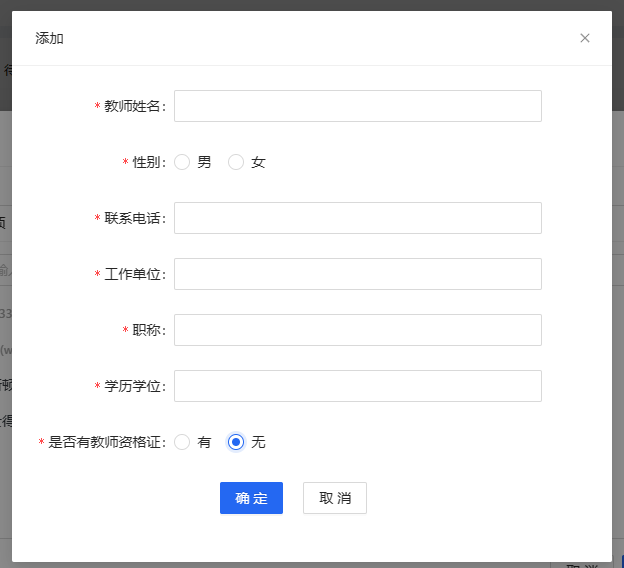 添加
* 教师姓名:
* 性别: 男 女
* 联系电话:
* 工作单位:
* 职称:
* 学历学位:
* 是否有教师资格证: 有 无
确 定 取 消